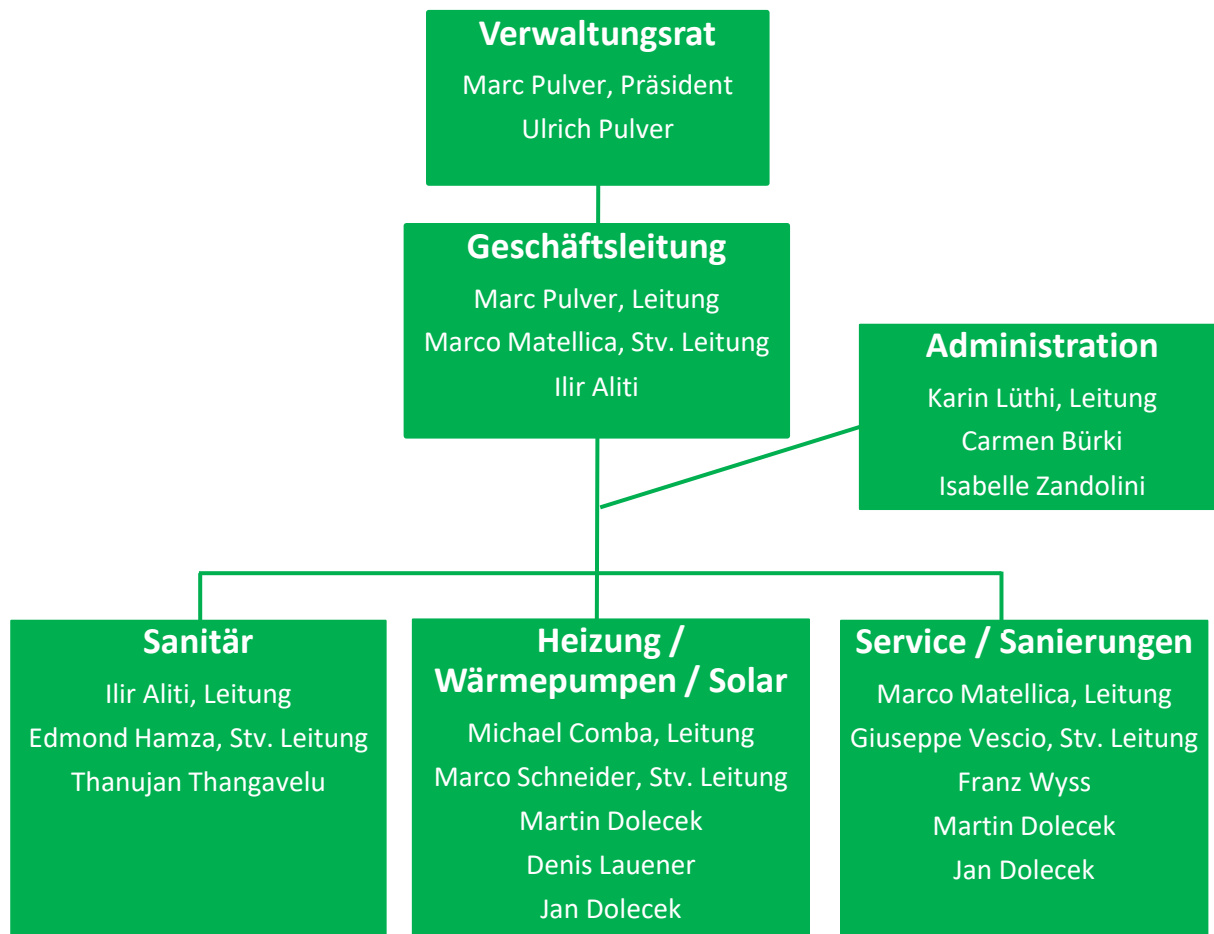 Verwaltungsrat
Marc Pulver, Präsident
Ulrich Pulver
Geschäftsleitung
Marc Pulver, Leitung
Marco Matellica, Stv. Leitung
Ilir Aliti
Administration
Karin Lüthi, Leitung
Carmen Bürki
Isabelle Zandolini
Sanitär
Ilir Aliti, Leitung
Edmond Hamza, Stv. Leitung
Thanujan Thangavelu
Heizung /
Wärmepumpen / Solar
Michael Comba, Leitung
Marco Schneider, Stv. Leitung
Martin Dolecek
Denis Lauener
Jan Dolecek
Service / Sanierungen
Marco Matellica, Leitung
Giuseppe Vescio, Stv. Leitung
Franz Wyss
Martin Dolecek
Jan Dolecek